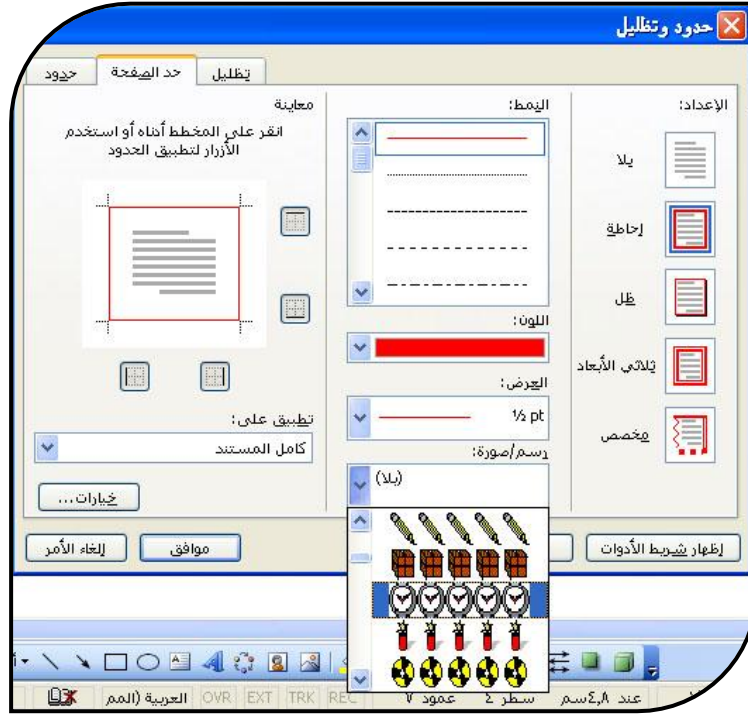 حدود وتظليل
حدود
حد الصفحة
تظليل
الإعداد:
بلا
إحاطة
ظل
ثلاثي الأبعاد
مخصص
النمط:
اللون:
العرض:
½ pt
رسم/صورة:
(بلا)
معاينة
انقر على المخطط أدناه أو استخدم
الأزرار لتطبيق الحدود
تطبيق على:
كامل المستند
خيارات...
إظهار شريط الأدوات
موافق
إلغاء الأمر
عند ٤,٨سم سطر ٤ عمود ٧ REC TRK EXT OVR العربية (المم